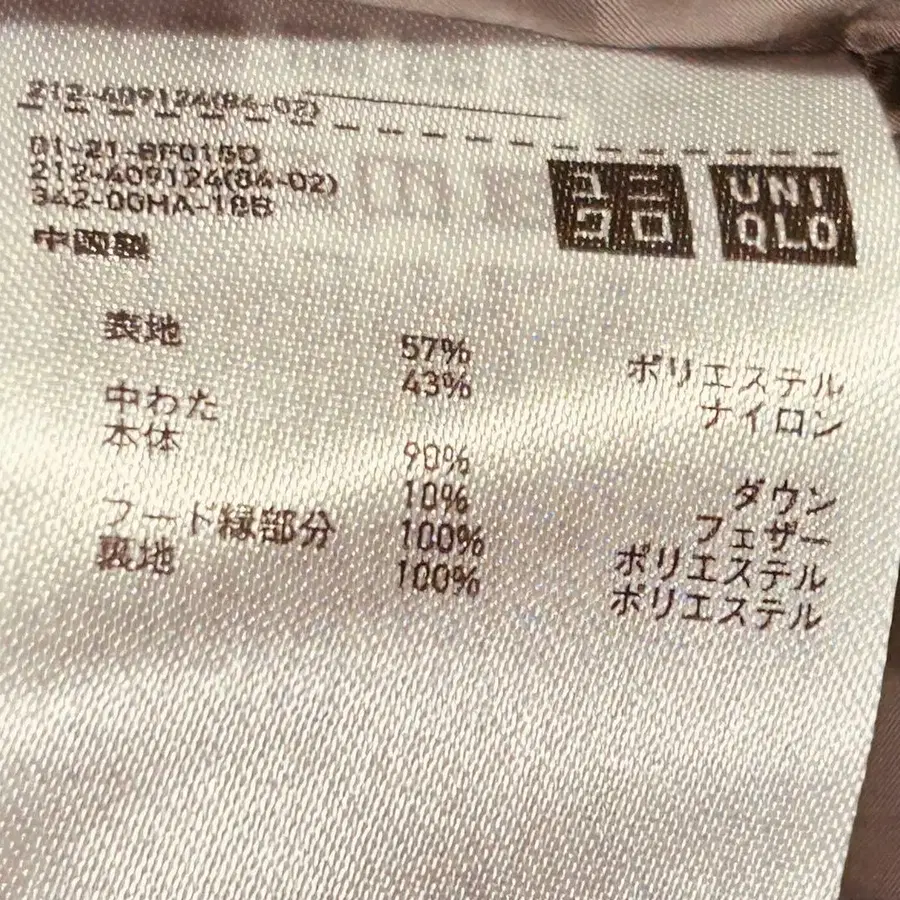 212-409124(84-02)
01-21-8F015D
212-409124(84-02)
342-00HA-18B
中國製
ユニクロ
UNIQLO
表地 57% ポリエステル
43% ナイロン
中わた
本体 90% ダウン
10% フェザー
フード縁部分 100% ポリエステル
裏地 100% ポリエステル